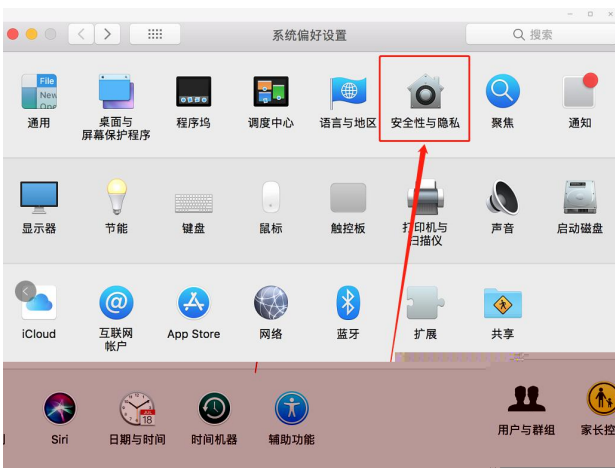 系统偏好设置
搜索
File
New
One
通用
桌面与
屏幕保护程序
程序坞
调度中心
语言与地区
安全性与隐私
聚焦
通知
显示器
节能
键盘
鼠标
触控板
打印机与
扫描仪
声音
启动磁盘
iCloud
互联网
帐户
App Store
网络
蓝牙
扩展
共享
JUL
18
Siri
日期与时间
时间机器
辅助功能
用户与群组
家长控